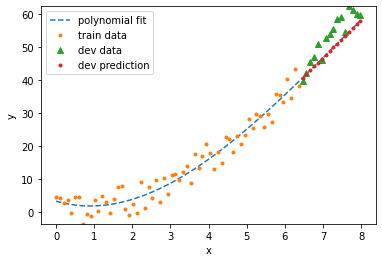 polynomial fit
train data
dev data
dev prediction
60
50
40
30
20
10
0
y
0 1 2 3 4 5 6 7 8
x